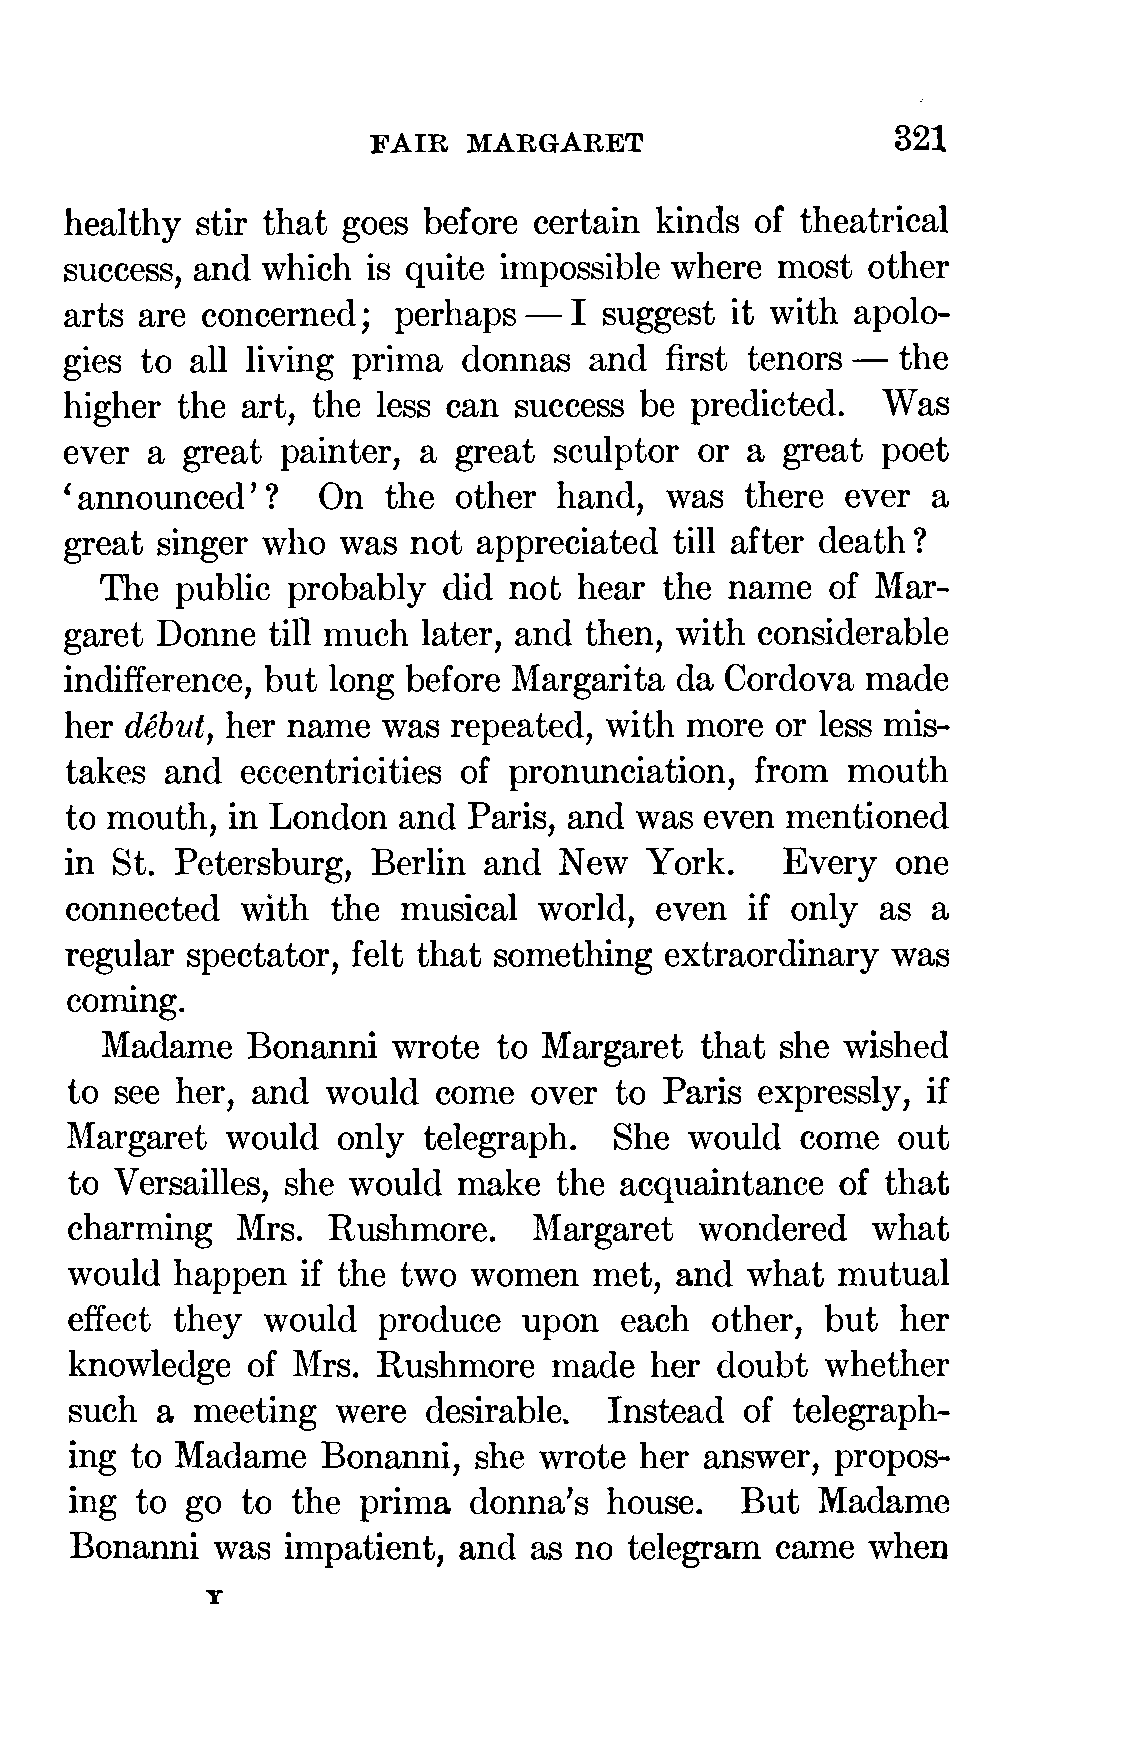 FAIR MARGARET 321
healthy stir that goes before certain kinds of theatrical
success, and which is quite impossible where most other
arts are concerned; perhaps — I suggest it with apolo-
gies to all living prima donnas and first tenors — the
higher the art, the less can success be predicted. Was
ever a great painter, a great sculptor or a great poet
‘announced’? On the other hand, was there ever a
great singer who was not appreciated till after death?
The public probably did not hear the name of Mar-
garet Donne till much later, and then, with considerable
indifference, but long before Margarita da Cordova made
her début, her name was repeated, with more or less mis-
takes and eccentricities of pronunciation, from mouth
to mouth, in London and Paris, and was even mentioned
in St. Petersburg, Berlin and New York. Every one
connected with the musical world, even if only as a
regular spectator, felt that something extraordinary was
coming.
Madame Bonanni wrote to Margaret that she wished
to see her, and would come over to Paris expressly, if
Margaret would only telegraph. She would come out
to Versailles, she would make the acquaintance of that
charming Mrs. Rushmore. Margaret wondered what
would happen if the two women met, and what mutual
effect they would produce upon each other, but her
knowledge of Mrs. Rushmore made her doubt whether
such a meeting were desirable. Instead of telegraph-
ing to Madame Bonanni, she wrote her answer, propos-
ing to go to the prima donna's house. But Madame
Bonanni was impatient, and as no telegram came when
Y